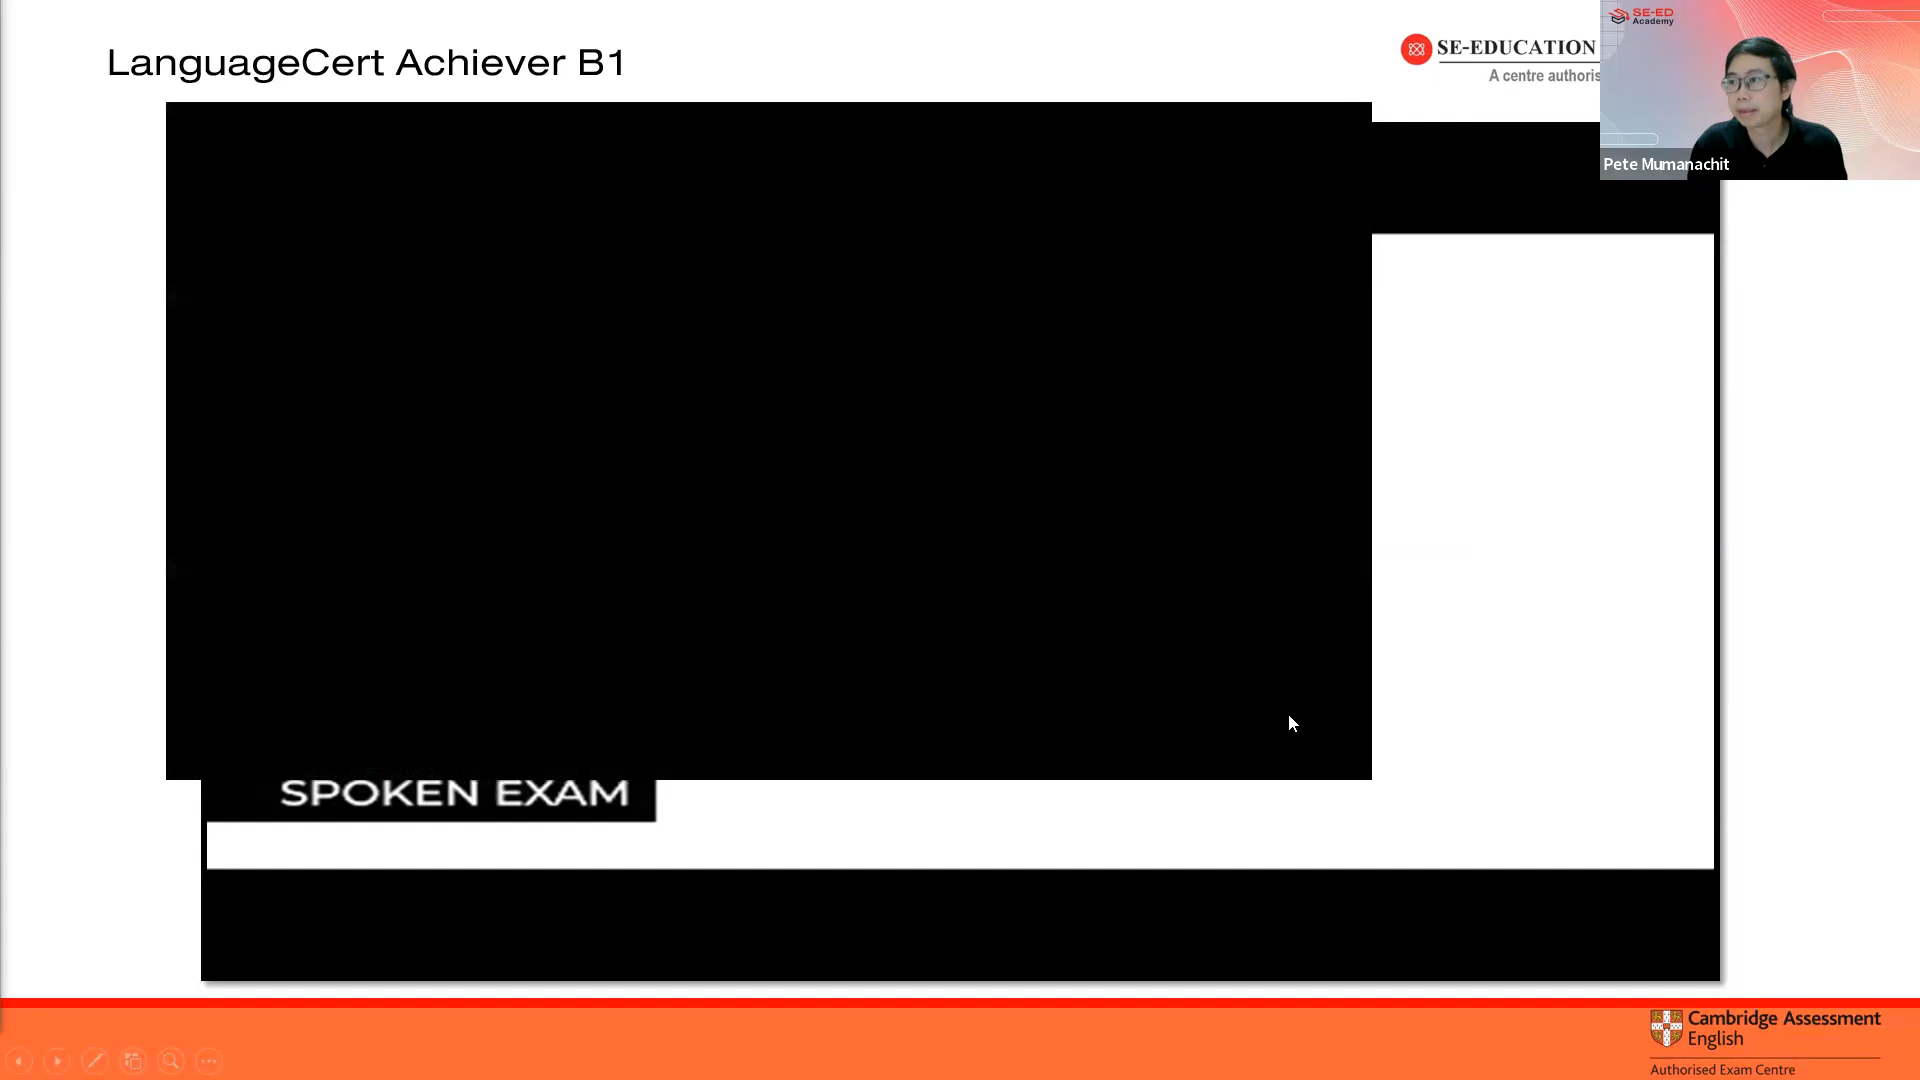 LanguageCert Achiever B1
SE-EDUCATION
A centre authoris
SE-ED
Academy
Pete Mumanachit
SPOKEN EXAM
Cambridge Assessment
English
Authorised Exam Centre